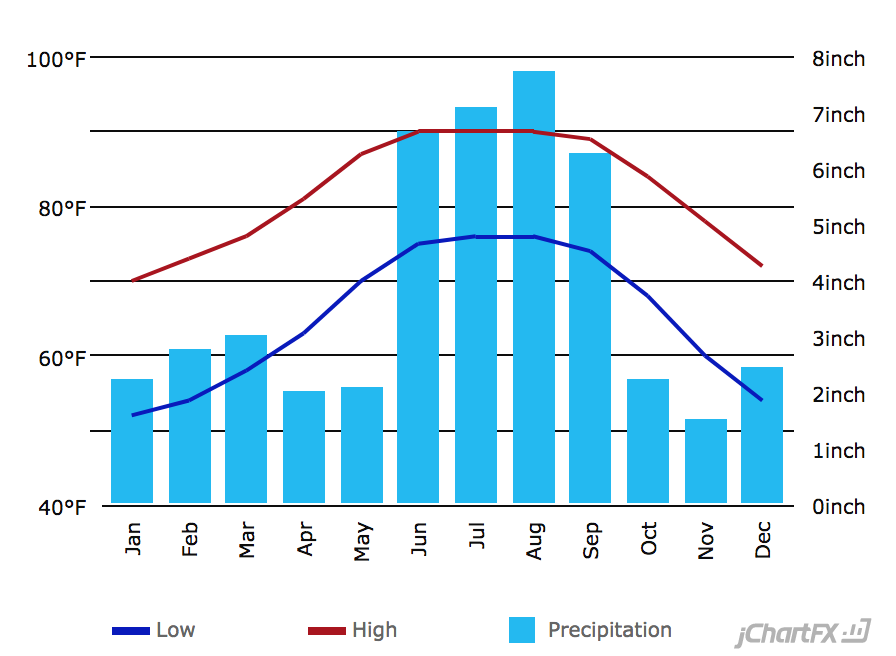 100°F
80°F
60°F
40°F
8inch
7inch
6inch
5inch
4inch
3inch
2inch
1inch
0inch
Jan
Feb
Mar
Apr
May
Jun
Jul
Aug
Sep
Oct
Nov
Dec
Low
High
Precipitation
jChartFX